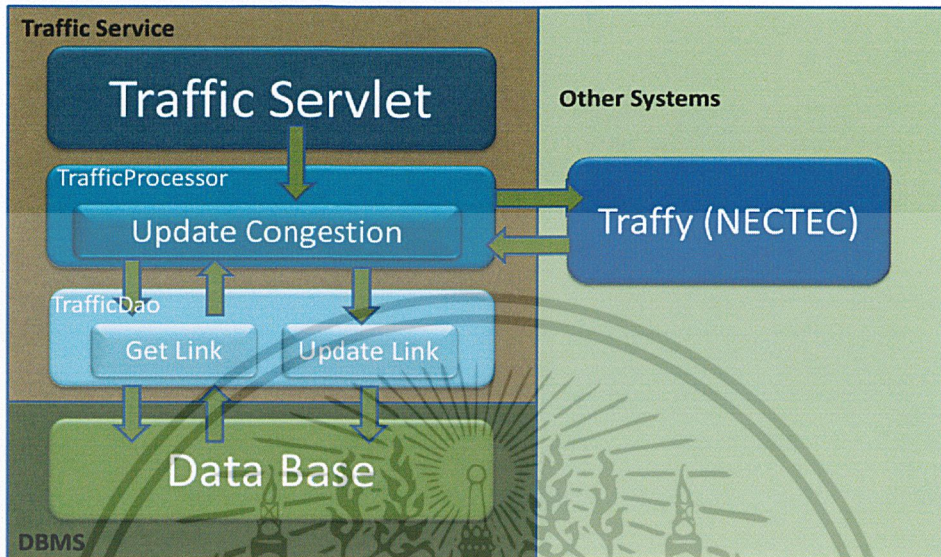 Traffic Service
Traffic Servlet
Other Systems
TrafficProcessor
Update Congestion
Traffy (NECTEC)
TrafficDao
Get Link
Update Link
Data Base
DBMS